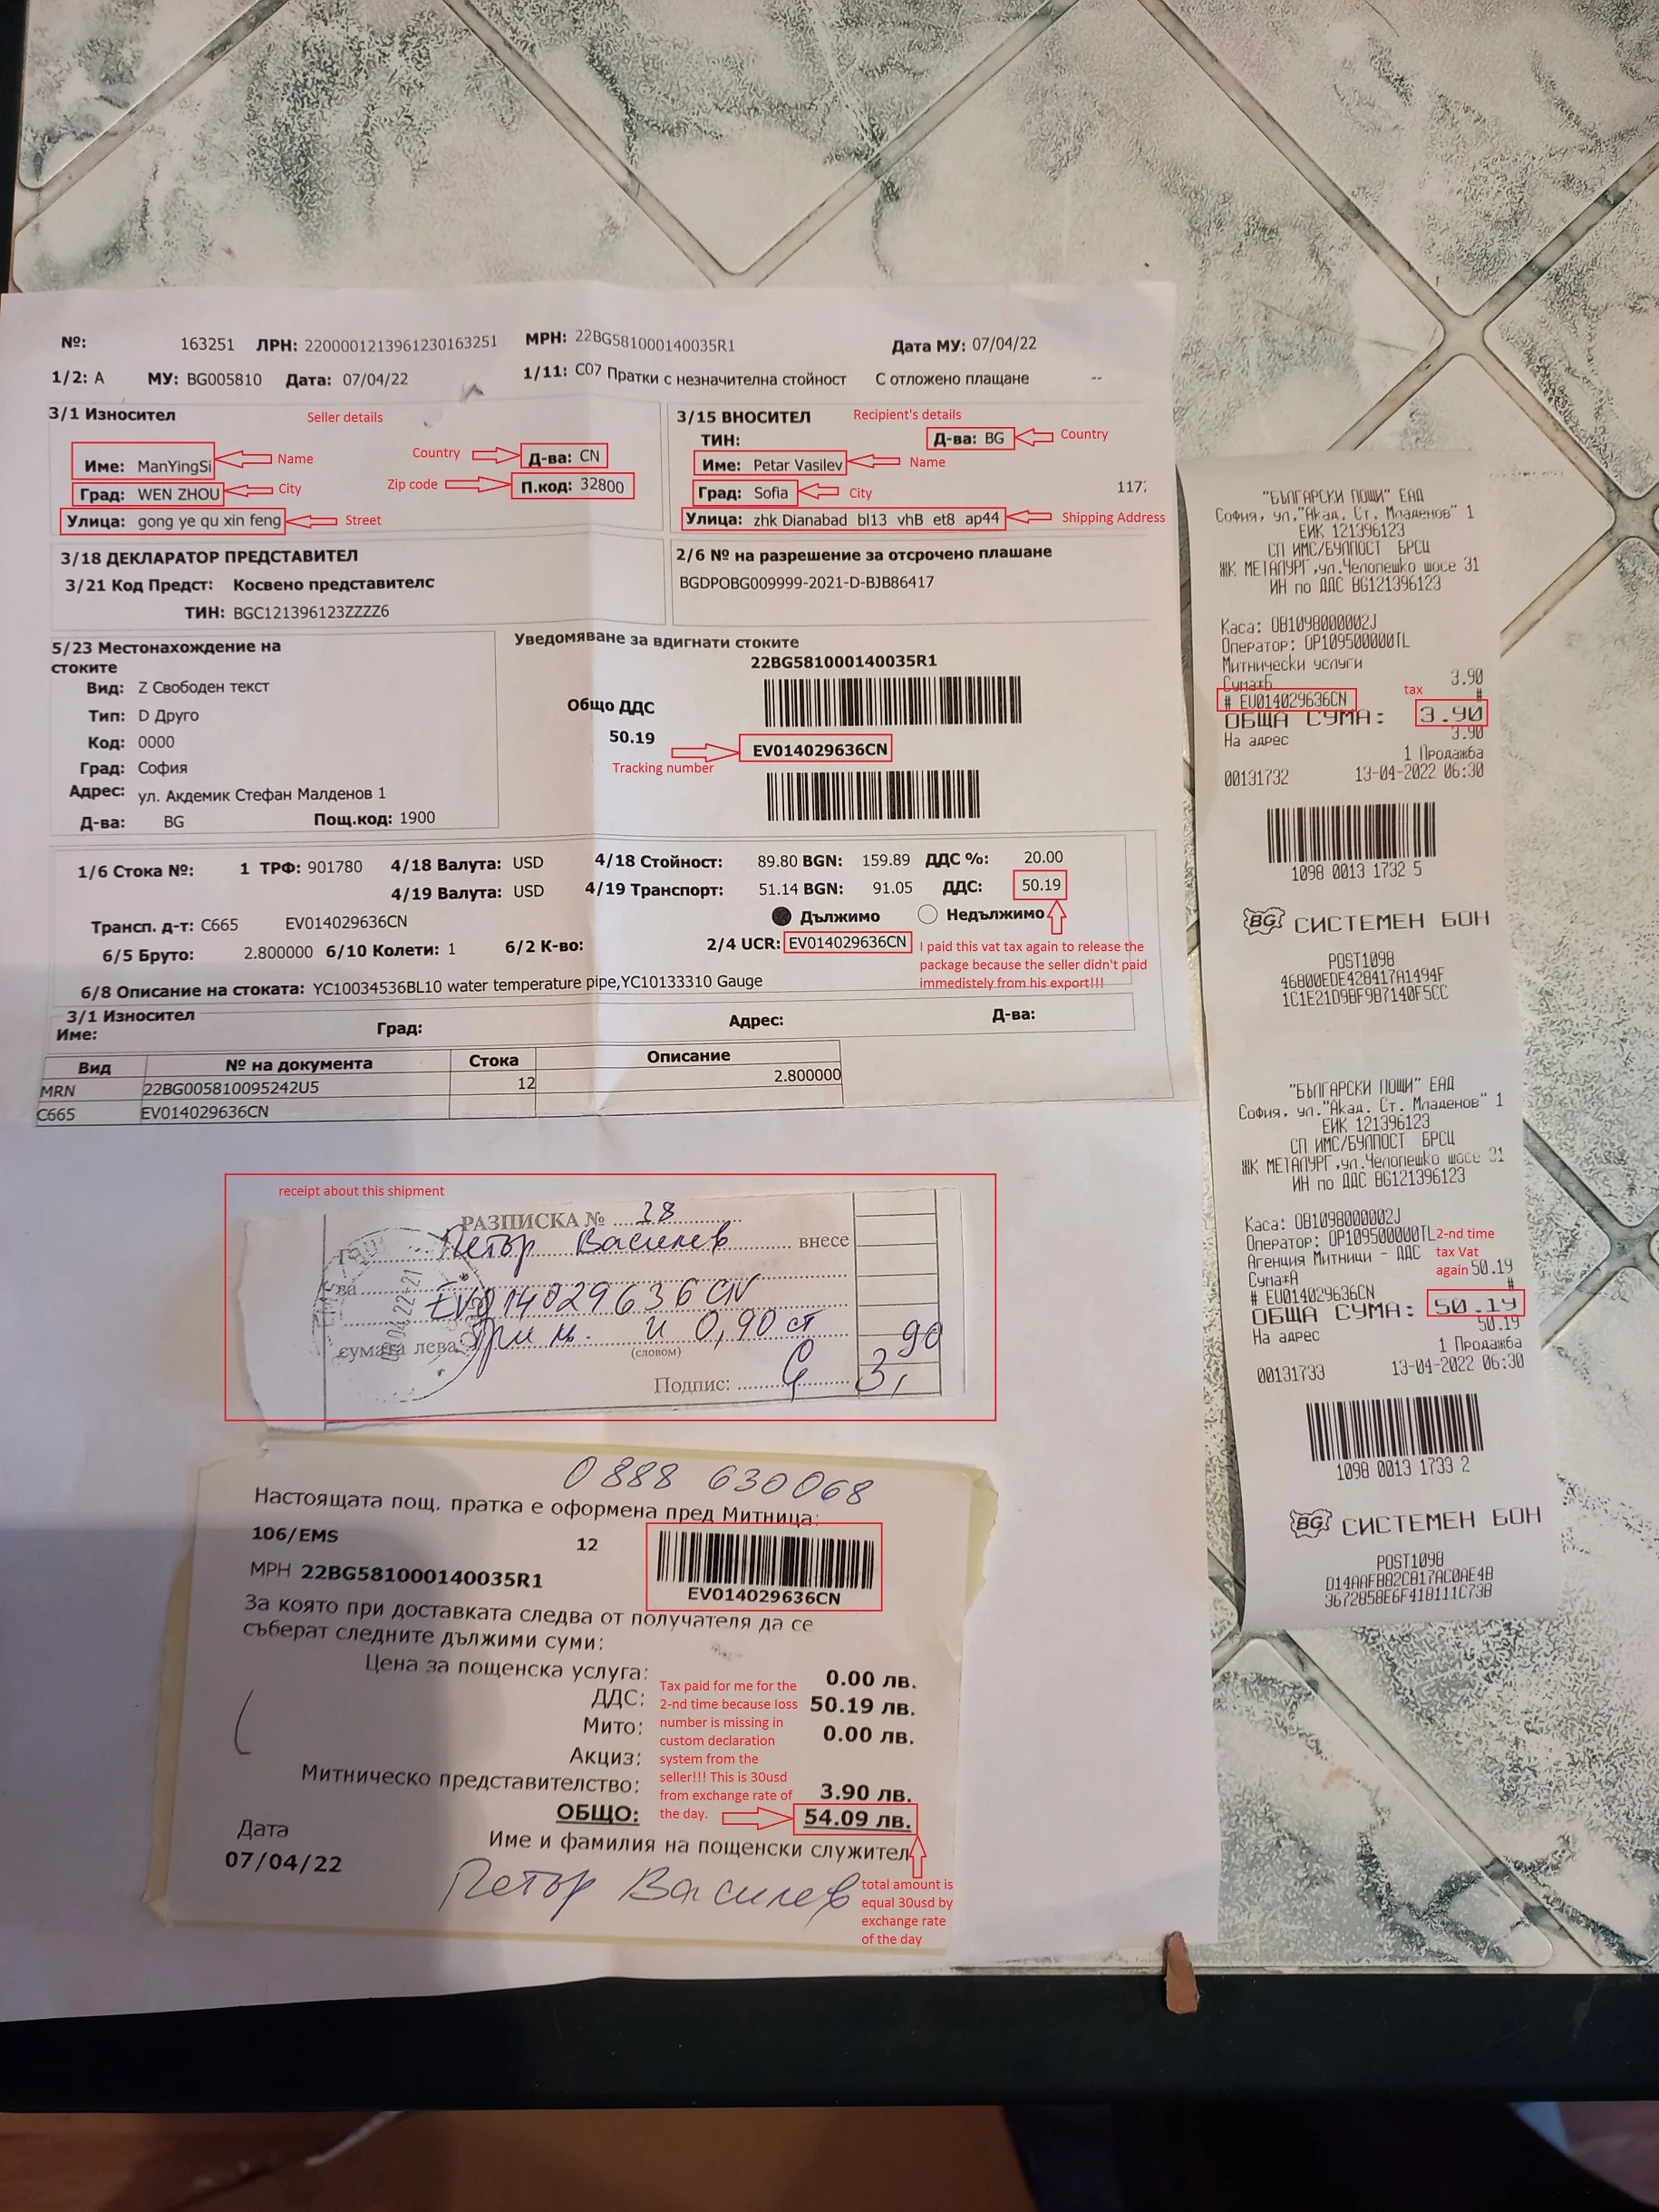 №: 163251 ЛРН: 2200001213961230163251 МРН: 22BG581000140035R1 Дата МУ: 07/04/22
1/2: A МУ: BG005810 Дата: 07/04/22 1/11: C07 Пратки с незначителна стойност С отложено плащане --
3/1 Износител Seller details
Име: ManYingSi Name
Country Д-ва: CN
Град: WEN ZHOU City
Zip code П.код: 32800
Улица: gong ye qu xin feng Street
3/15 ВНОСИТЕЛ Recipient's details
ТИН: Д-ва: BG Country
Име: Petar Vasilev Name
Град: Sofia City 117
Улица: zhk Dianabad bl13 vhB et8 ap44 Shipping Address
3/18 ДЕКЛАРАТОР ПРЕДСТАВИТЕЛ
3/21 Код Предст: Косвено представителс
ТИН: BGC121396123ZZZZ6
2/6 № на разрешение за отсрочено плашане
BGDPOBG009999-2021-D-BJB86417
5/23 Местонахождение на
стоките
Вид: Z Свободен текст
Тип: D Друго
Код: 0000
Град: София
Адрес: ул. Акдемик Стефан Малденов 1
Д-ва: BG Пощ.код: 1900
Уведомяване за вдигнати стоките
22BG581000140035R1
Общо ДДС
50.19
EV014029636CN
Tracking number
1/6 Стока №: 1 ТРФ: 901780 4/18 Валута: USD 4/18 Стойност: 89.80 BGN: 159.89 ДДС %: 20.00
4/19 Валута: USD 4/19 Транспорт: 51.14 BGN: 91.05 ДДС: 50.19
Дължимо Недължимо
Трансп. д-т: C665 EV014029636CN
6/5 Бруто: 2.800000 6/10 Колети: 1 6/2 К-во: 2/4 UCR: EV014029636CN
I paid this vat tax again to release the
package because the seller didn't paid
immedistely from his export!!!
6/8 Описание на стоката: YC10034536BL10 water temperature pipe,YC10133310 Gauge
3/1 Износител
Име: Град: Адрес: Д-ва:
Вид № на документа Стока Описание
MRN 22BG005810095242U5 12 2.800000
C665 EV014029636CN
receipt about this shipment
РАЗПИСКА № 28
Петър Василев внесе
EV014029636CN
сумата лева Три лв. и 0,90 ст 90
(словом)
Подпис: 3,
0888 630068
Настоящата пощ. пратка е оформена пред Митница:
106/EMS 12
EV014029636CN
МРН 22BG581000140035R1
За която при доставката следва от получателя да се
съберат следните дължими суми:
Цена за пощенска услуга: 0.00 лв.
ДДС: 50.19 лв.
Мито: 0.00 лв.
Акциз:
Митническо представителство: 3.90 лв.
ОБЩО: 54.09 лв.
Tax paid for me for the
2-nd time because loss
number is missing in
custom declaration
system from the
seller!!! This is 30usd
from exchange rate of
the day.
Дата
07/04/22
Име и фамилия на пощенски служител
Петър Василев
total amount is
equal 30usd by
exchange rate
of the day
"БЪЛГАРСКИ ПОЩИ" ЕАД
София, ул."Акад. Ст. Младенов" 1
ЕИК 121396123
СП ИМС/БУЛПОСТ БРСЦ
ЖК МЕТАЛУРГ,ул.Челопешко шосе 31
ИН по ДДС BG121396123
Каса: OB1098000002J
Оператор: OP109500000TL
Митнически услуги
Сума*Б 3.90
# EV014029636CN #
tax
ОБЩА СУМА: 3.90
3.90
На адрес
1 Продажба
00131732 13-04-2022 06:30
1098 0013 1732 5
BG СИСТЕМЕН БОН
POST1098
46800EDE428417A1494F
1C1E21D9BF9B7140F5CC
"БЪЛГАРСКИ ПОЩИ" ЕАД
София, ул."Акад. Ст. Младенов" 1
ЕИК 121396123
СП ИМС/БУЛПОСТ БРСЦ
ЖК МЕТАЛУРГ,ул.Челопешко шосе 31
ИН по ДДС BG121396123
Каса: OB1098000002J
Оператор: OP109500000TL
Агенция Митници - ДДС
2-nd time
tax Vat
again
Сума*А 50.19
# EV014029636CN #
ОБЩА СУМА: 50.19
50.19
На адрес
1 Продажба
00131733 13-04-2022 06:30
1098 0013 1733 2
BG СИСТЕМЕН БОН
POST1098
D14AAFBB2CB17AC0AE4B
3672858E6F418111C73B